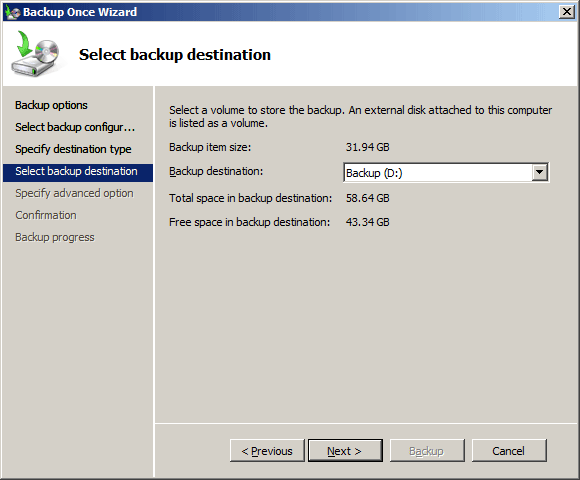 Backup Once Wizard
Select backup destination
Backup options
Select backup configur...
Specify destination type
Select backup destination
Specify advanced option
Confirmation
Backup progress
Select a volume to store the backup. An external disk attached to this computer
is listed as a volume.
Backup item size: 31.94 GB
Backup destination: Backup (D:)
Total space in backup destination: 58.64 GB
Free space in backup destination: 43.34 GB
< Previous Next > Backup Cancel